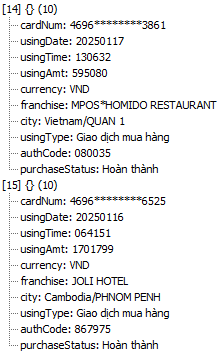 [14] {} (10)
cardNum: 4696********3861
usingDate: 20250117
usingTime: 130632
usingAmt: 595080
currency: VND
franchise: MPOS*HOMIDO RESTAURANT
city: Vietnam/QUAN 1
usingType: Giao dịch mua hàng
authCode: 080035
purchaseStatus: Hoàn thành
[15] {} (10)
cardNum: 4696********6525
usingDate: 20250116
usingTime: 064151
usingAmt: 1701799
currency: VND
franchise: JOLI HOTEL
city: Cambodia/PHNOM PENH
usingType: Giao dịch mua hàng
authCode: 867975
purchaseStatus: Hoàn thành